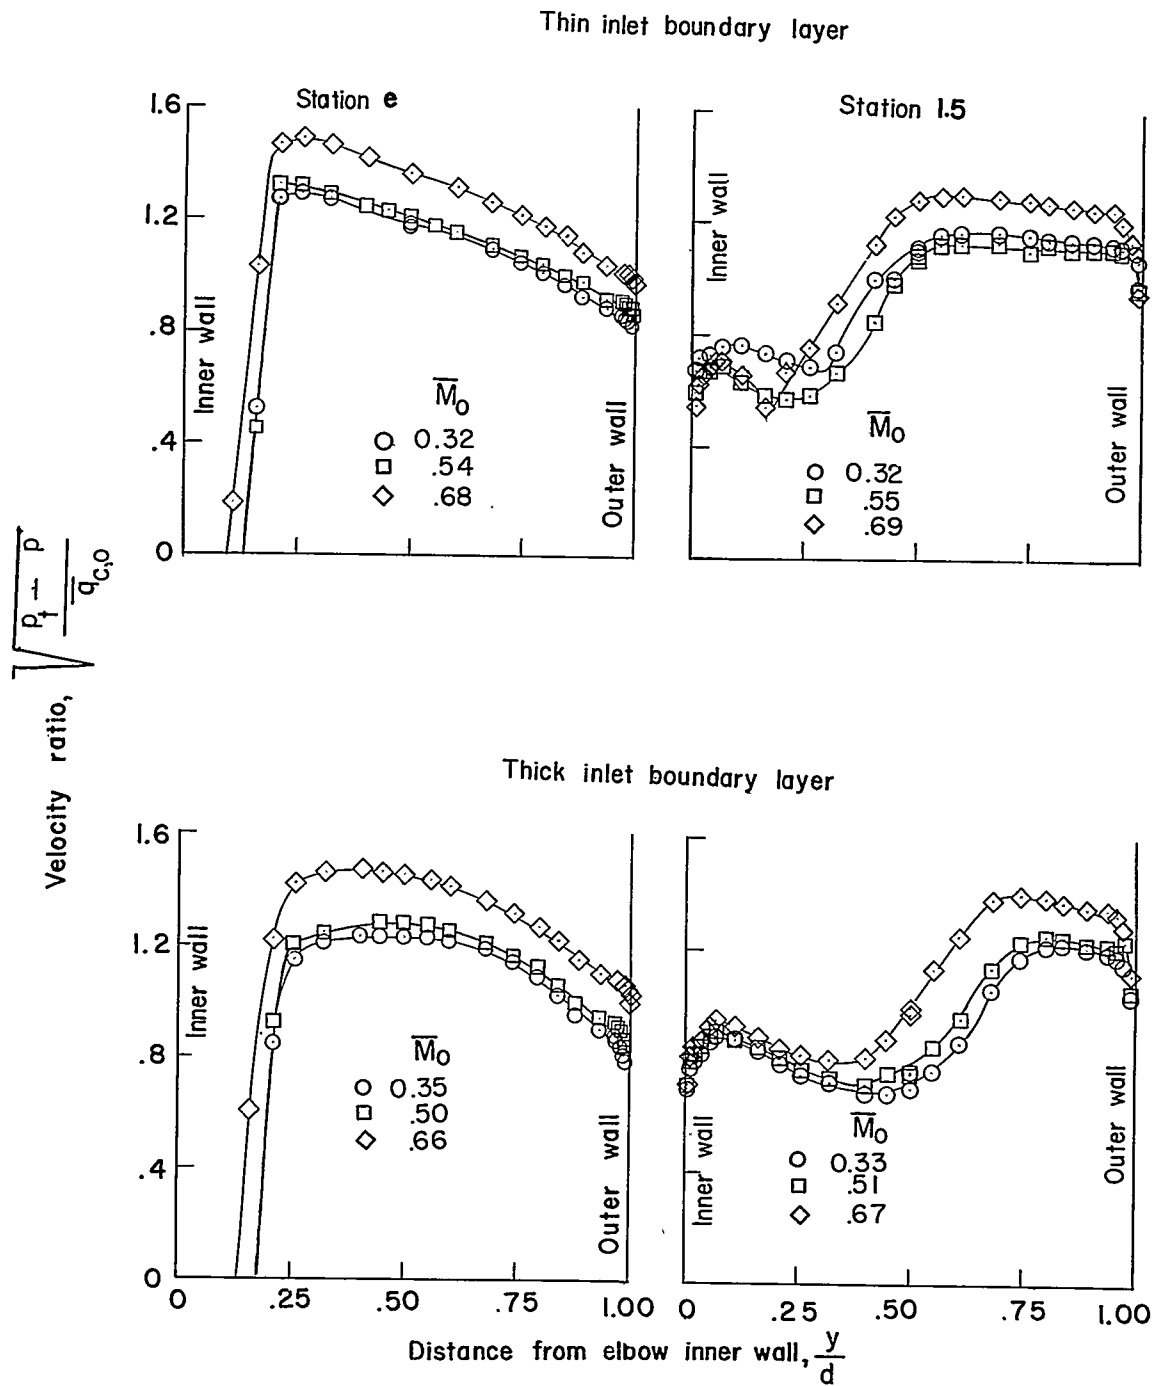 Thin inlet boundary layer
Station e
Station 1.5
1.6
1.2
.8
.4
0
Inner wall
Outer wall
M̅0
0.32
.54
.68
Inner wall
Outer wall
M̅0
0.32
.55
.69
Velocity ratio, √((pt − p)/q̅c,o)
Thick inlet boundary layer
1.6
1.2
.8
.4
0
Inner wall
Outer wall
M̅0
0.35
.50
.66
Inner wall
Outer wall
M̅0
0.33
.51
.67
0 .25 .50 .75 1.00 0 .25 .50 .75 1.00
Distance from elbow inner wall, y/d